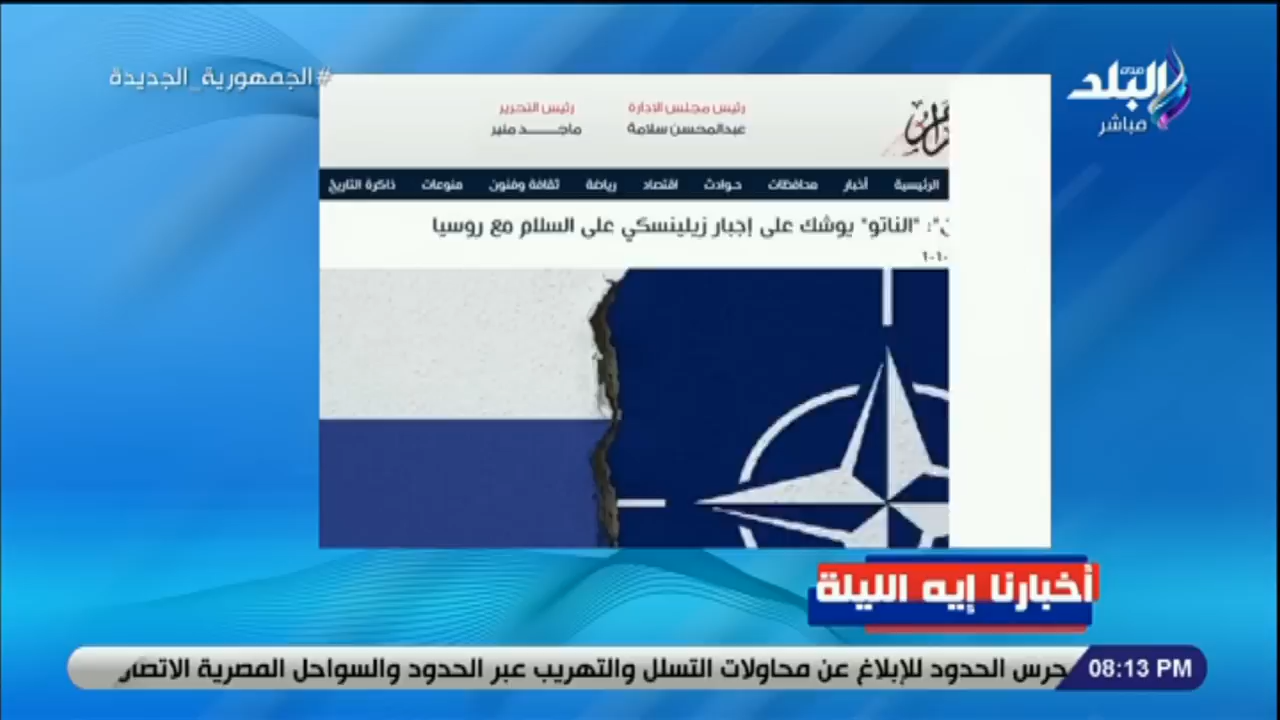 #الجمهورية_الجديدة
صدى البلد
مباشر
رئيس مجلس الادارة
عبدالمحسن سلامة
رئيس التحرير
ماجـــــد منير
الرئيسية أخبار محافظات حوادث اقتصاد رياضة ثقافة وفنون منوعات ذاكرة التاريخ
": "الناتو" يوشك على إجبار زيلينسكي على السلام مع روسيا
أخبارنا إيه الليلة
حرس الحدود للإبلاغ عن محاولات التسلل والتهريب عبر الحدود والسواحل المصرية
08:13 PM